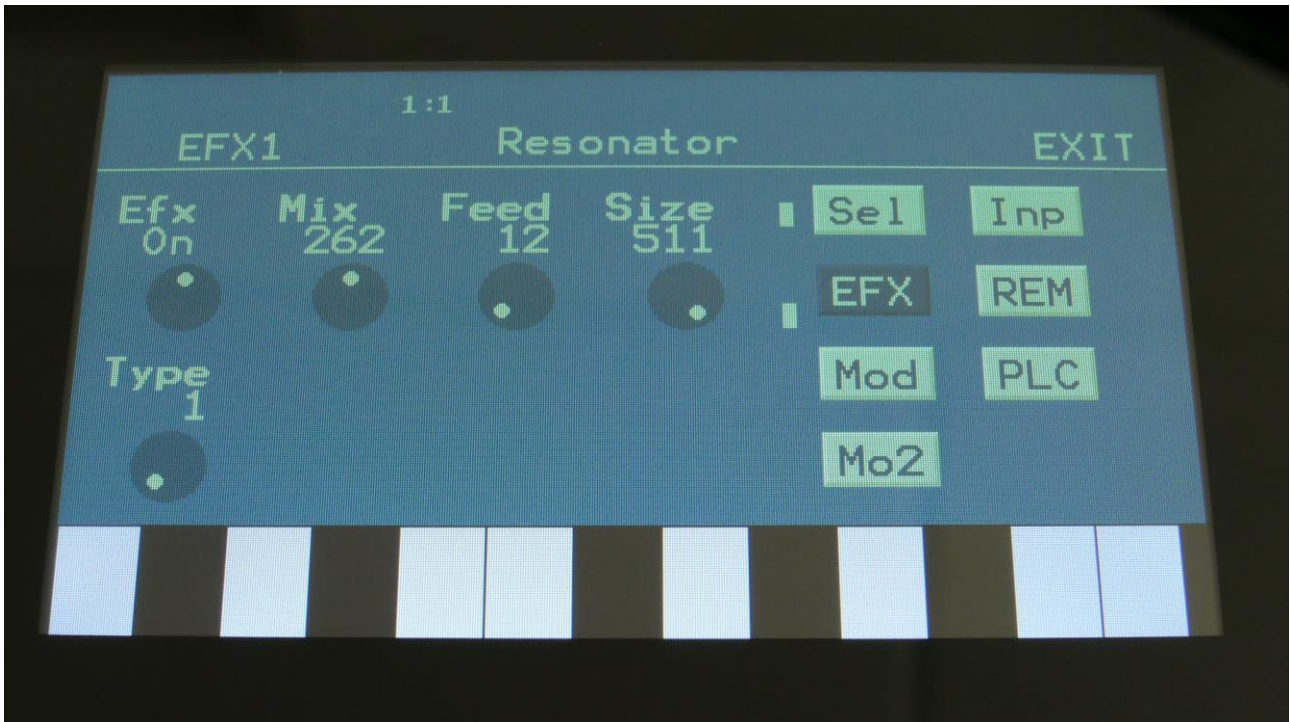 1:1
EFX1 Resonator EXIT
Efx Mix Feed Size Sel Inp
On 262 12 511
EFX REM
Type Mod PLC
1
Mo2